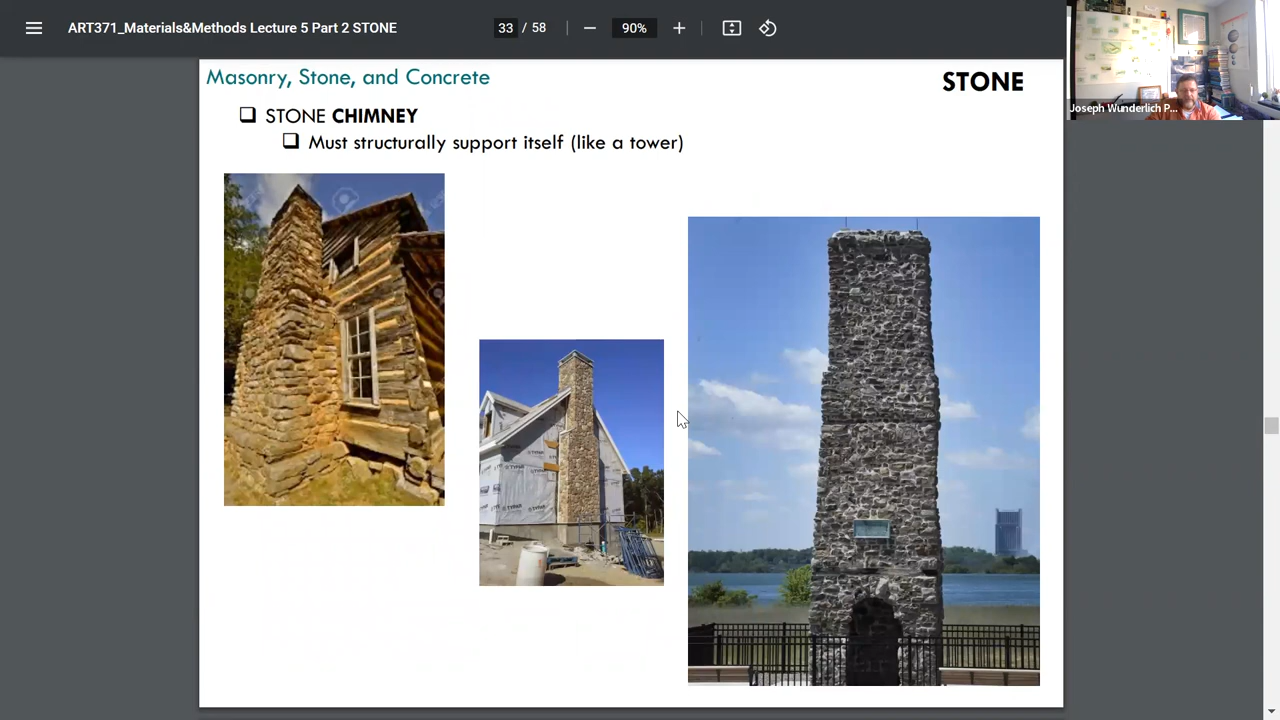 ART371_Materials&Methods Lecture 5 Part 2 STONE
33 / 58
90%
Joseph Wunderlich P...
Masonry, Stone, and Concrete
STONE
STONE CHIMNEY
Must structurally support itself (like a tower)